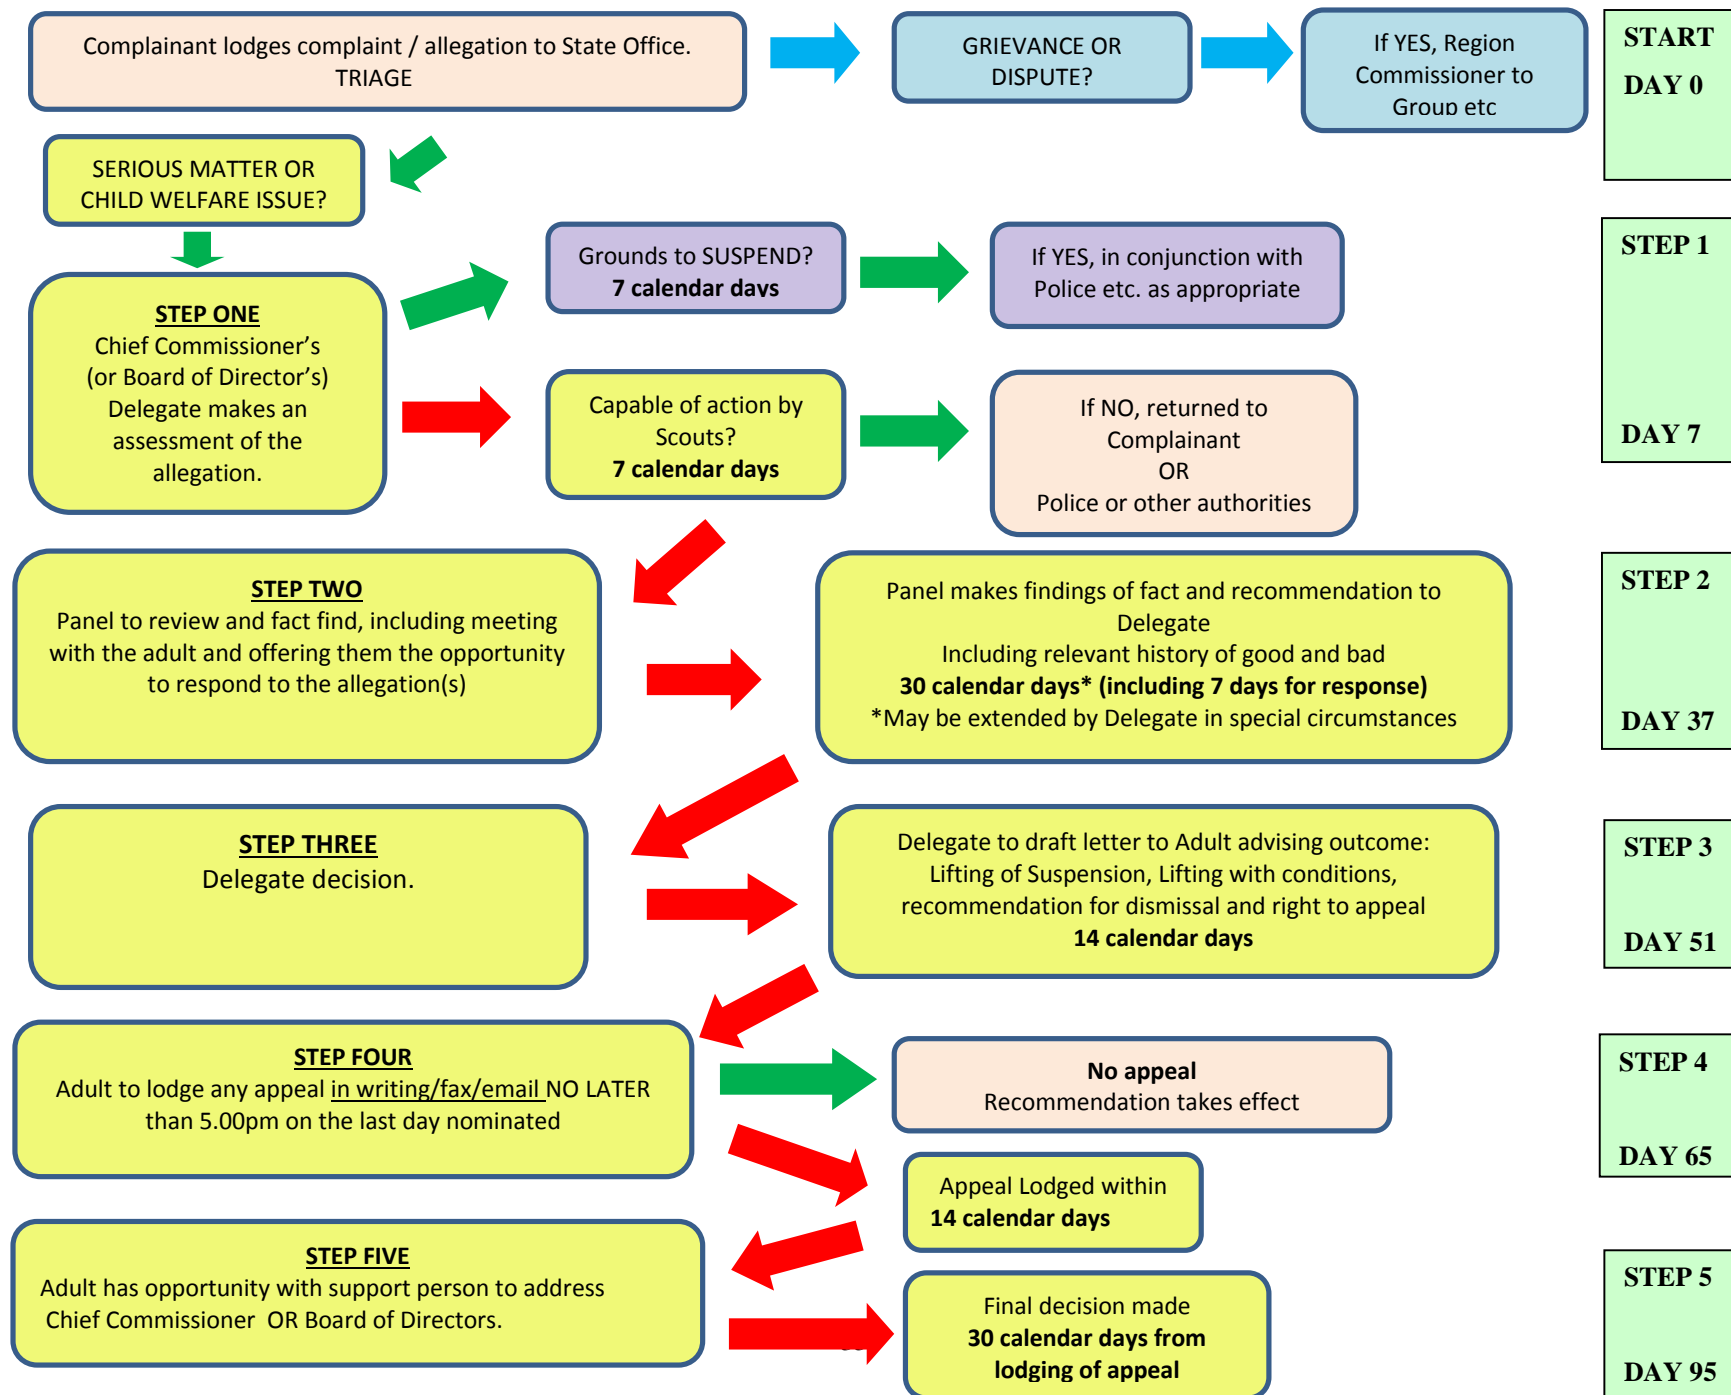 Complainant lodges complaint / allegation to State Office.
TRIAGE
GRIEVANCE OR
DISPUTE?
If YES, Region
Commissioner to
Group etc
START
DAY 0
SERIOUS MATTER OR
CHILD WELFARE ISSUE?
STEP ONE
Chief Commissioner’s
(or Board of Director’s)
Delegate makes an
assessment of the
allegation.
Grounds to SUSPEND?
7 calendar days
If YES, in conjunction with
Police etc. as appropriate
STEP 1
DAY 7
Capable of action by
Scouts?
7 calendar days
If NO, returned to
Complainant
OR
Police or other authorities
STEP TWO
Panel to review and fact find, including meeting
with the adult and offering them the opportunity
to respond to the allegation(s)
Panel makes findings of fact and recommendation to
Delegate
Including relevant history of good and bad
30 calendar days* (including 7 days for response)
*May be extended by Delegate in special circumstances
STEP 2
DAY 37
STEP THREE
Delegate decision.
Delegate to draft letter to Adult advising outcome:
Lifting of Suspension, Lifting with conditions,
recommendation for dismissal and right to appeal
14 calendar days
STEP 3
DAY 51
STEP FOUR
Adult to lodge any appeal in writing/fax/email NO LATER
than 5.00pm on the last day nominated
No appeal
Recommendation takes effect
STEP 4
DAY 65
Appeal Lodged within
14 calendar days
STEP FIVE
Adult has opportunity with support person to address
Chief Commissioner OR Board of Directors.
Final decision made
30 calendar days from
lodging of appeal
STEP 5
DAY 95